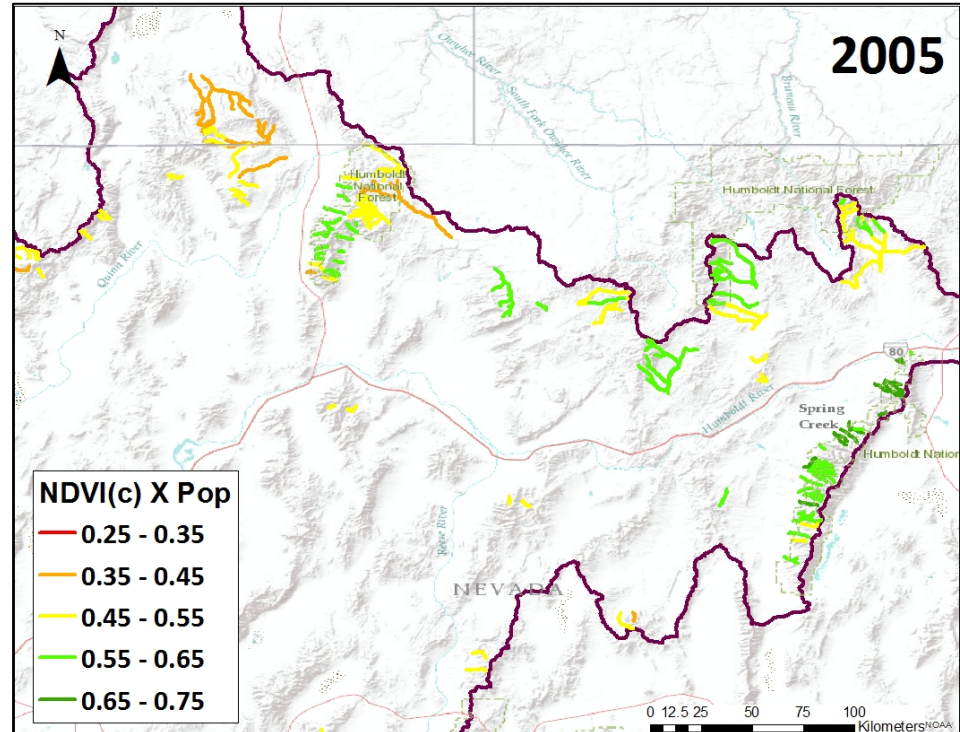 2005
N
Owyhee River
South Fork Owyhee River
Bruneau River
Humboldt
National
Forest
Humboldt National Forest
Quinn River
80
Humboldt River
Spring
Creek
Humboldt Nation
Reese River
NEVADA
NDVI(c) X Pop
0.25 - 0.35
0.35 - 0.45
0.45 - 0.55
0.55 - 0.65
0.65 - 0.75
0 12.5 25 50 75 100
Kilometers NOAA